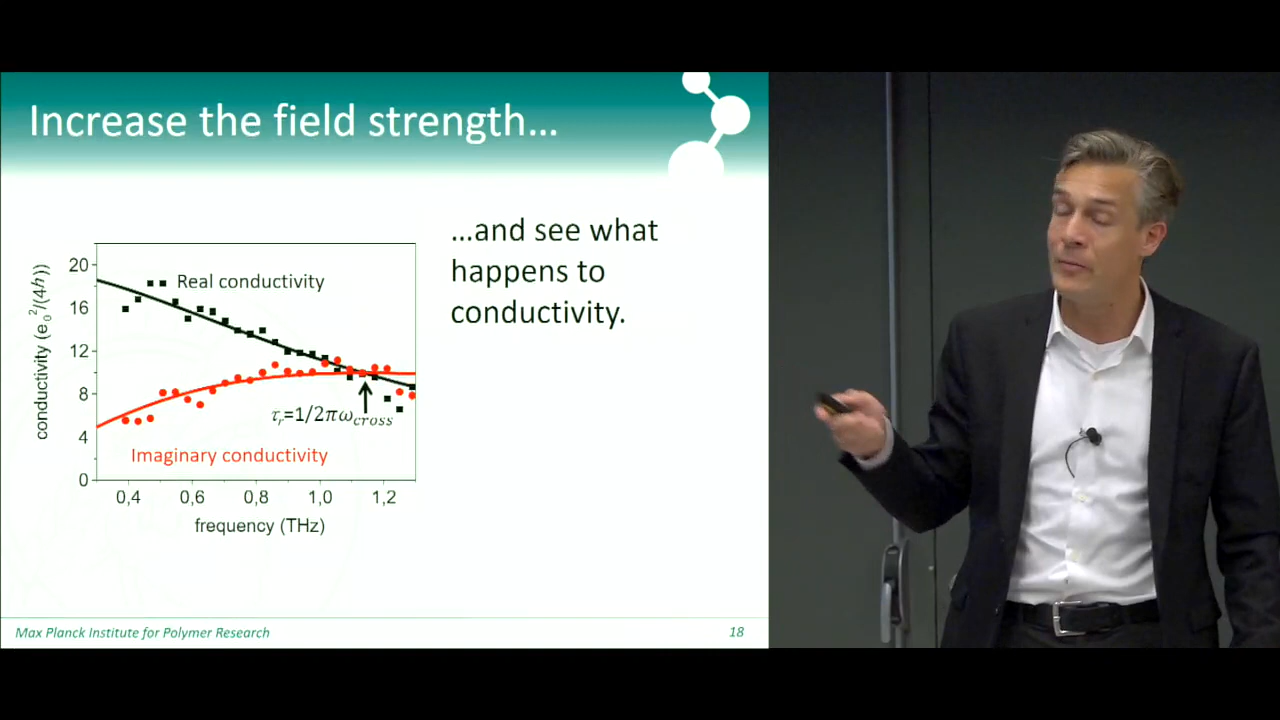 Increase the field strength…
…and see what
happens to
conductivity.
conductivity (e₀²/(4h))
20
16
12
8
4
0
Real conductivity
τᵣ=1/2πω_cross
Imaginary conductivity
0,4 0,6 0,8 1,0 1,2
frequency (THz)
Max Planck Institute for Polymer Research 18